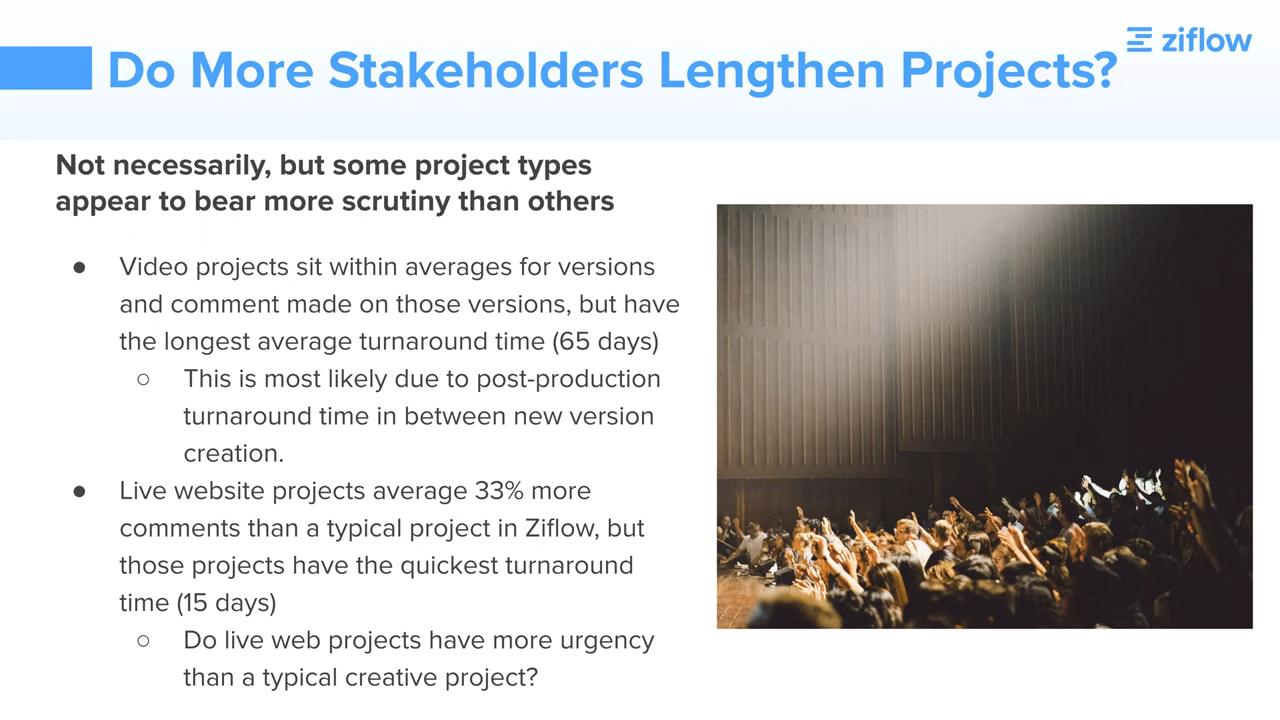 ziflow
Do More Stakeholders Lengthen Projects?
Not necessarily, but some project types
appear to bear more scrutiny than others
● Video projects sit within averages for versions
and comment made on those versions, but have
the longest average turnaround time (65 days)
○ This is most likely due to post-production
turnaround time in between new version
creation.
● Live website projects average 33% more
comments than a typical project in Ziflow, but
those projects have the quickest turnaround
time (15 days)
○ Do live web projects have more urgency
than a typical creative project?